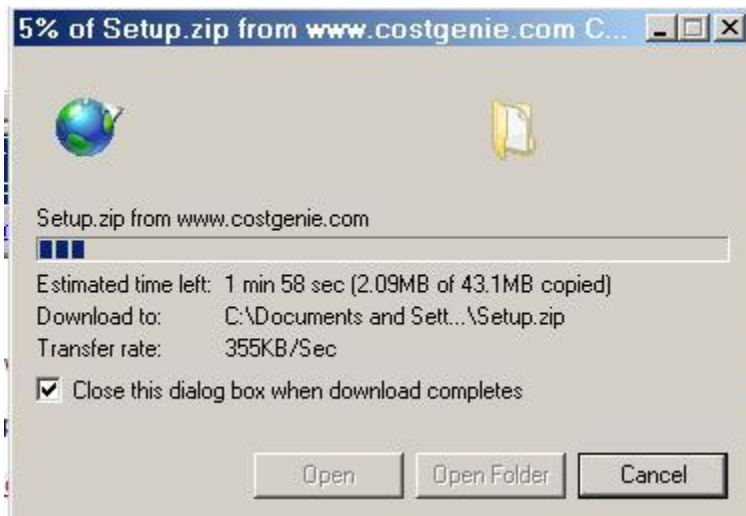 5% of Setup.zip from www.costgenie.com C...
Setup.zip from www.costgenie.com
Estimated time left: 1 min 58 sec (2.09MB of 43.1MB copied)
Download to: C:\Documents and Sett...\Setup.zip
Transfer rate: 355KB/Sec
Close this dialog box when download completes
Open Open Folder Cancel